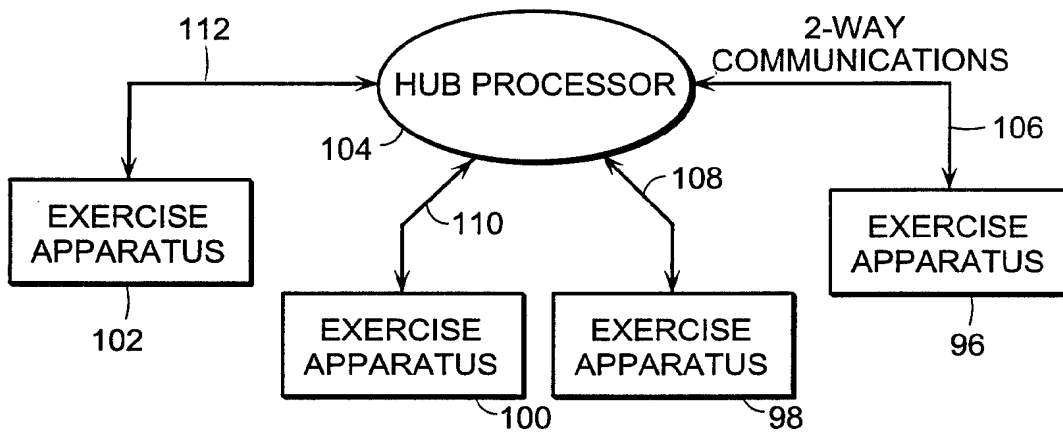 112
2-WAY
COMMUNICATIONS
HUB PROCESSOR
104
106
108
110
EXERCISE
APPARATUS
102
EXERCISE
APPARATUS
100
EXERCISE
APPARATUS
98
EXERCISE
APPARATUS
96